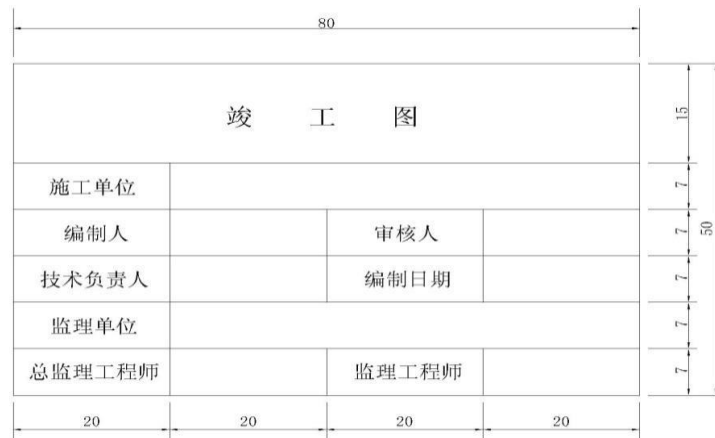 80
竣 工 图
15
施工单位
7
编制人 审核人
7
50
技术负责人 编制日期
7
监理单位
7
总监理工程师 监理工程师
7
20 20 20 20